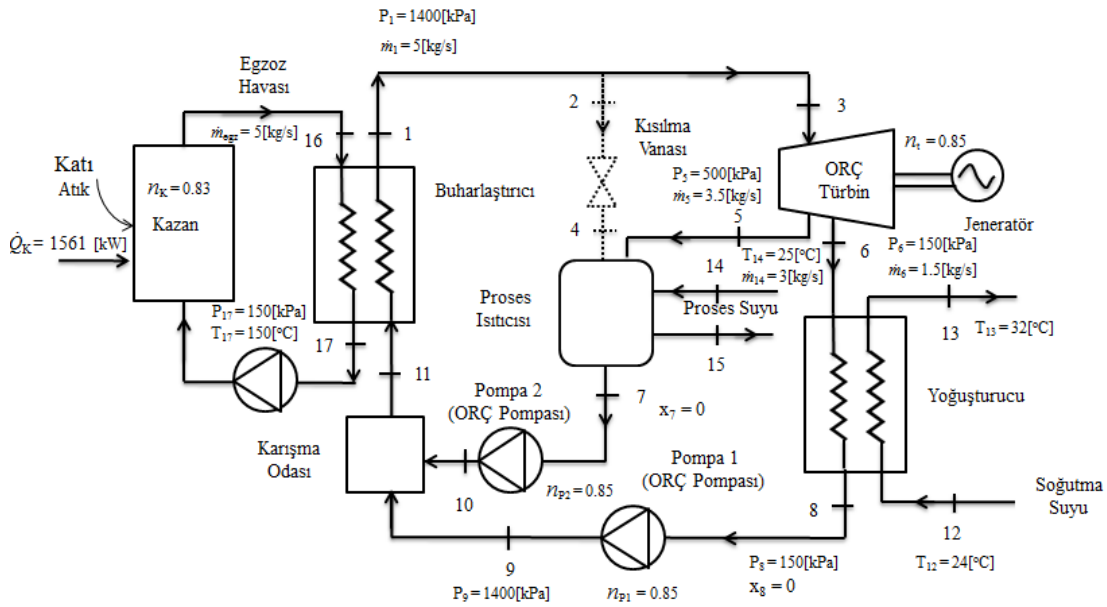 P₁ = 1400[kPa]
ṁ₁ = 5[kg/s]
Egzoz
Havası
ṁₑgz = 5[kg/s]
16
1
2
3
Kısılma
Vanası
nₜ = 0.85
ORÇ
Türbin
Jeneratör
Katı
Atık
n_K = 0.83
Kazan
Q̇_K = 1561 [kW]
Buharlaştırıcı
P₅ = 500[kPa]
ṁ₅ = 3.5[kg/s]
5
4
6
P₆ = 150[kPa]
ṁ₆ = 1.5[kg/s]
T₁₄ = 25[°C]
ṁ₁₄ = 3[kg/s]
14
Proses Suyu
15
Proses
Isıtıcısı
13
T₁₃ = 32[°C]
P₁₇ = 150[kPa]
T₁₇ = 150[°C]
17
11
7
x₇ = 0
Pompa 2
(ORÇ Pompası)
Yoğuşturucu
Karışma
Odası
10
n_P2 = 0.85
Pompa 1
(ORÇ Pompası)
8
12
Soğutma
Suyu
T₁₂ = 24[°C]
9
P₉ = 1400[kPa]
n_P1 = 0.85
P₈ = 150[kPa]
x₈ = 0